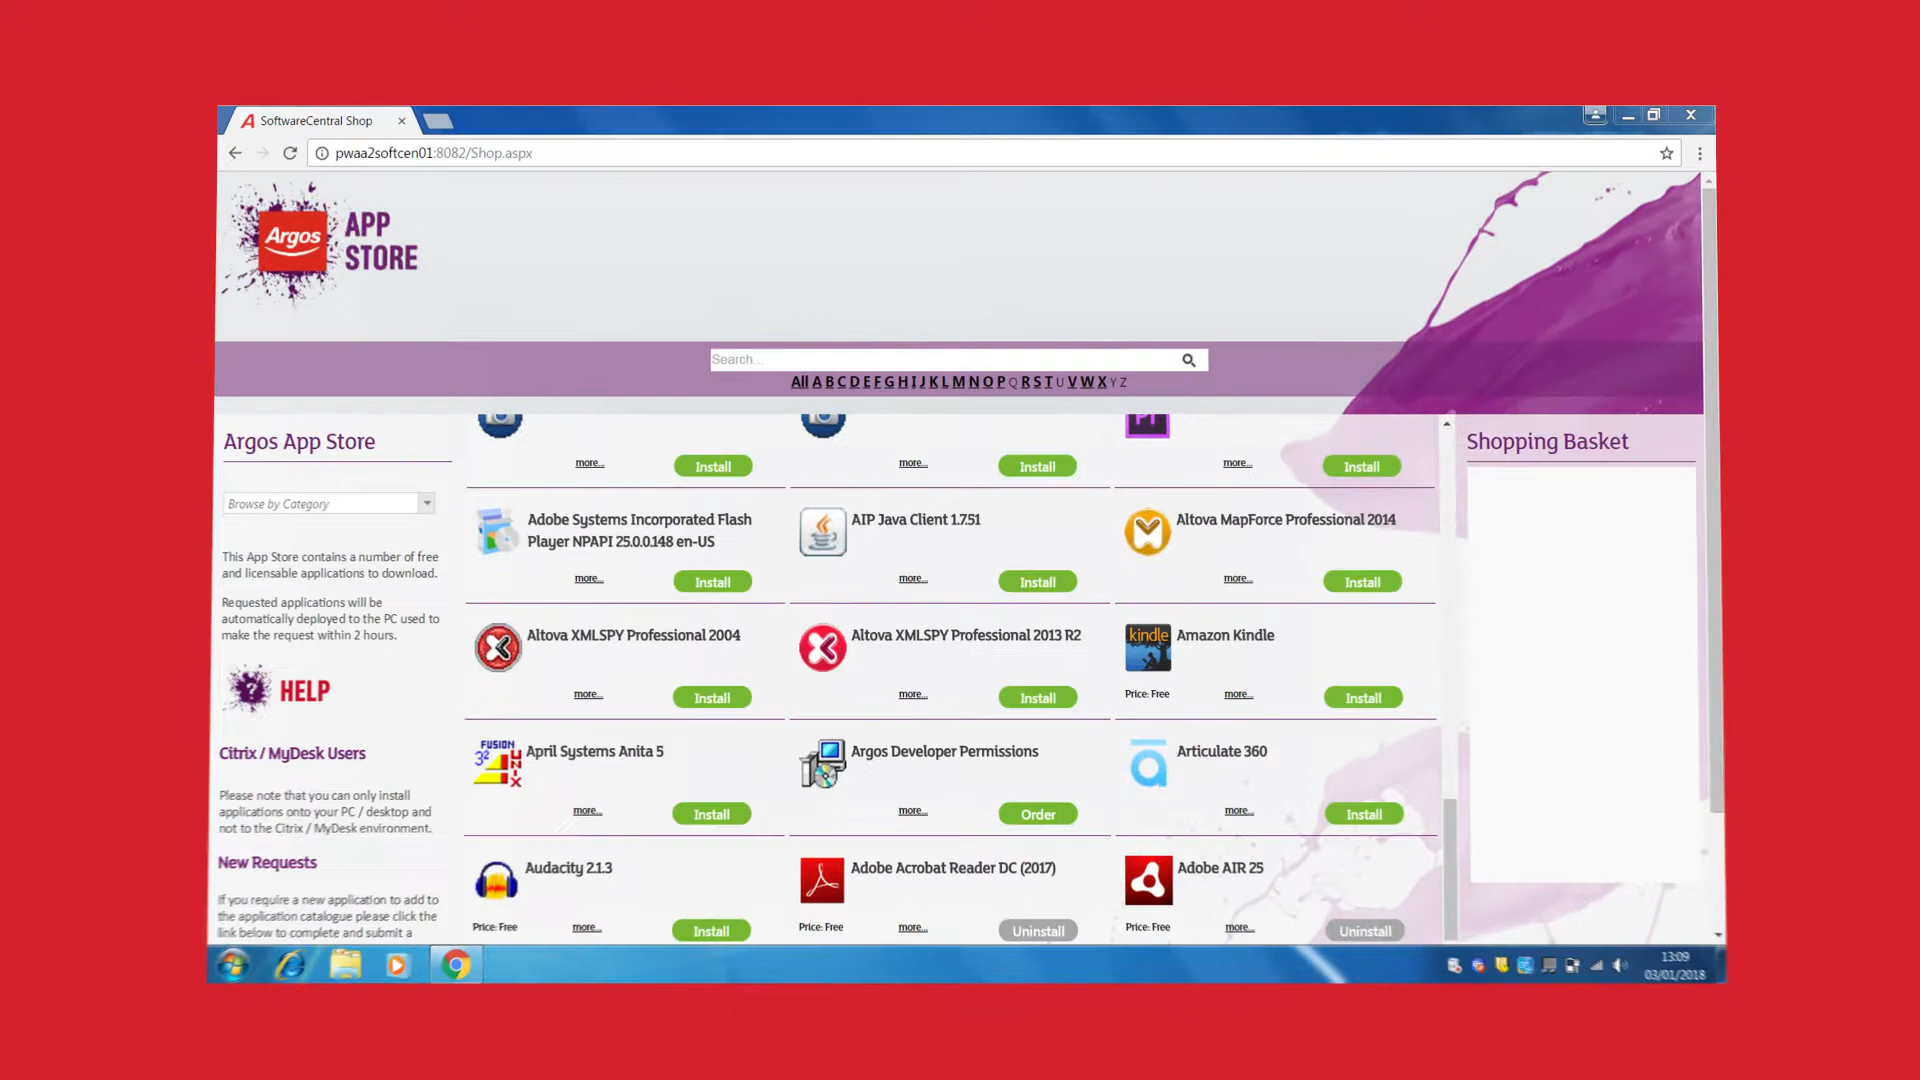 SoftwareCentral Shop
pwaa2softcen01:8082/Shop.aspx
Argos
APP
STORE
Search...
All A B C D E F G H I J K L M N O P Q R S T U V W X Y Z
Argos App Store
Browse by Category
This App Store contains a number of free
and licensable applications to download.
Requested applications will be
automatically deployed to the PC used to
make the request within 2 hours.
? HELP
Citrix / MyDesk Users
Please note that you can only install
applications onto your PC / desktop and
not to the Citrix / MyDesk environment.
New Requests
If you require a new application to add to
the application catalogue please click the
link below to complete and submit a
more... Install
more... Install
Pr
more... Install
Adobe Systems Incorporated Flash
Player NPAPI 25.0.0.148 en-US
more... Install
AIP Java Client 1.7.51
more... Install
Altova MapForce Professional 2014
more... Install
Altova XMLSPY Professional 2004
more... Install
Altova XMLSPY Professional 2013 R2
more... Install
kindle
Amazon Kindle
Price: Free more... Install
FUSION
32
UNIX
April Systems Anita 5
more... Install
Argos Developer Permissions
more... Order
Articulate 360
more... Install
Audacity 2.1.3
Price: Free more... Install
Adobe Acrobat Reader DC (2017)
Price: Free more... Uninstall
Adobe AIR 25
Price: Free more... Uninstall
Shopping Basket
13:09
03/01/2018